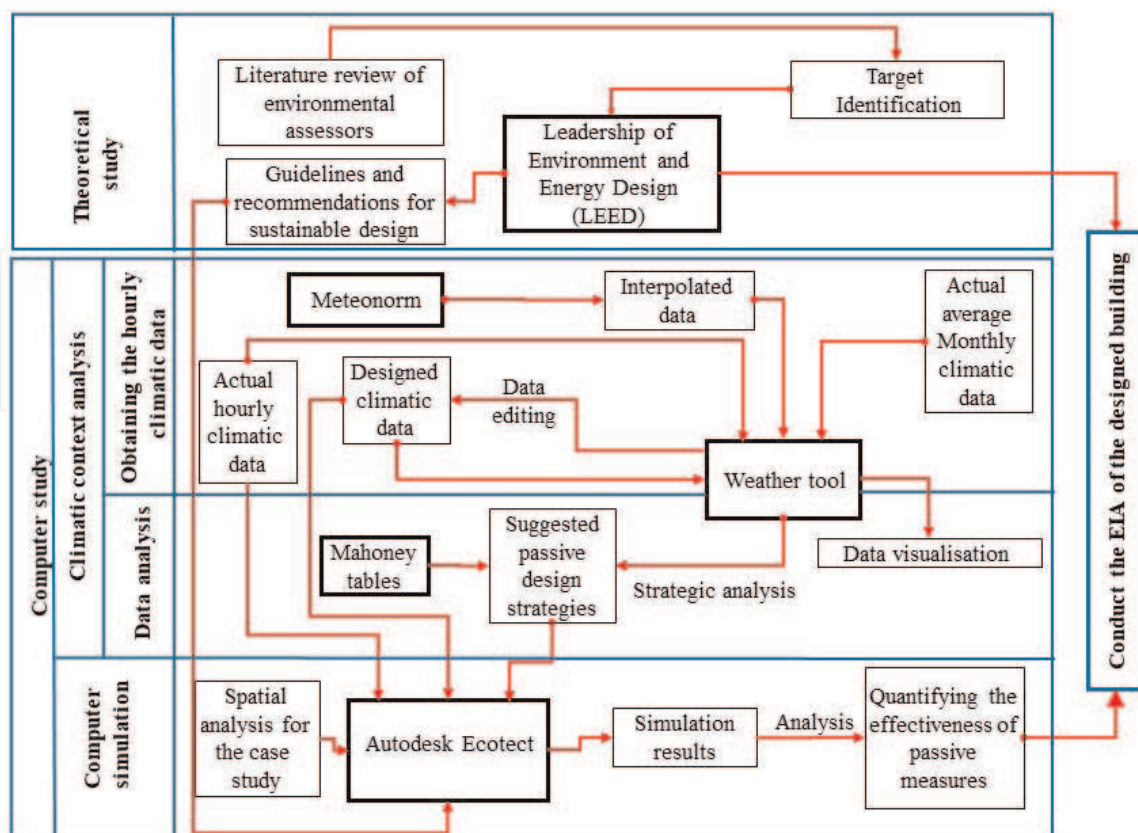 Theoretical
study
Literature review of
environmental
assessors
Target
Identification
Leadership of
Environment and
Energy Design
(LEED)
Guidelines and
recommendations for
sustainable design
Computer study
Climatic context analysis
Obtaining the hourly
climatic data
Meteonorm
Interpolated
data
Actual
average
Monthly
climatic
data
Actual
hourly
climatic
data
Designed
climatic
data
Data
editing
Weather tool
Data analysis
Mahoney
tables
Suggested
passive
design
strategies
Strategic analysis
Data visualisation
Computer
simulation
Spatial
analysis for
the case
study
Autodesk Ecotect
Simulation
results
Analysis
Quantifying the
effectiveness of
passive
measures
Conduct the EIA of the designed building